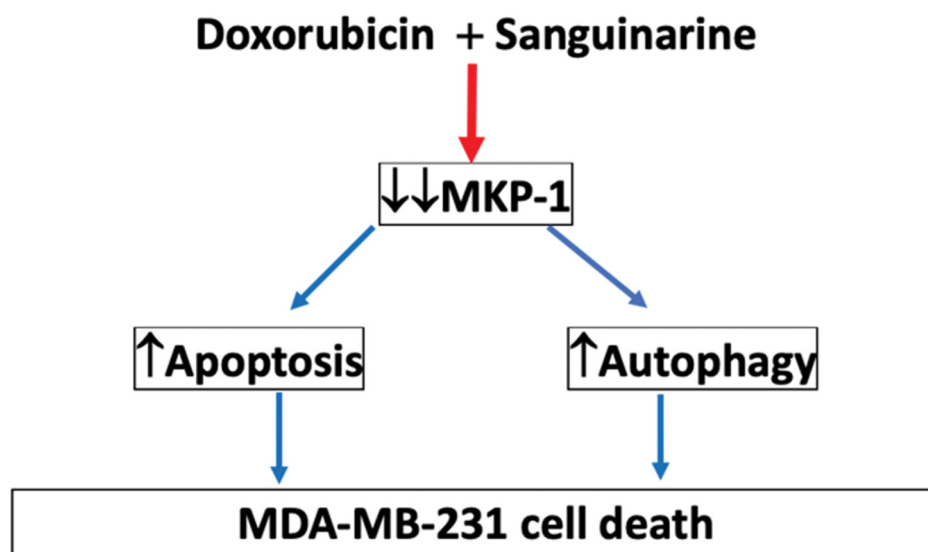 Doxorubicin + Sanguinarine
↓↓MKP-1
↑Apoptosis
↑Autophagy
MDA-MB-231 cell death